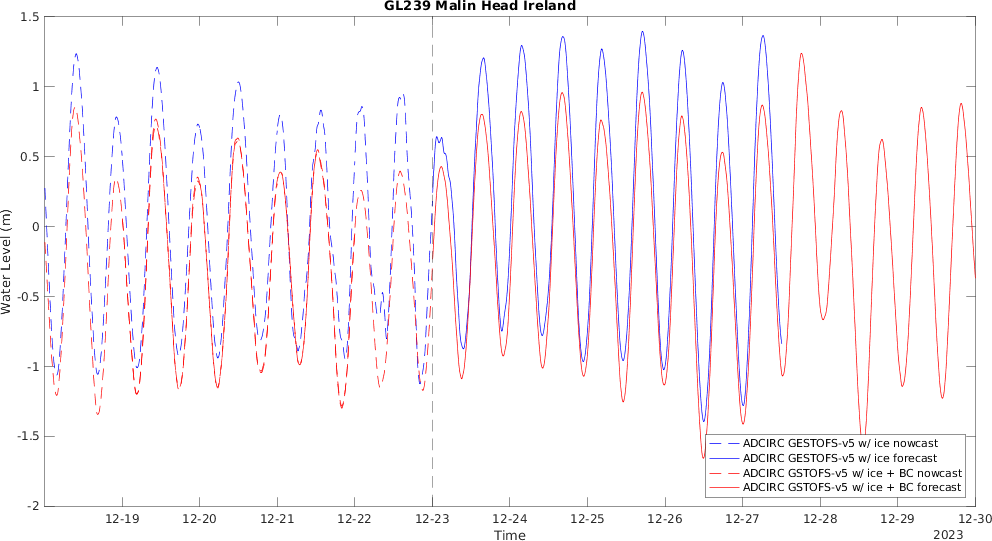 GL239 Malin Head Ireland
1.5
1
0.5
0
-0.5
-1
-1.5
-2
Water Level (m)
ADCIRC GESTOFS-v5 w/ ice nowcast
ADCIRC GESTOFS-v5 w/ ice forecast
ADCIRC GSTOFS-v5 w/ ice + BC nowcast
ADCIRC GSTOFS-v5 w/ ice + BC forecast
12-19 12-20 12-21 12-22 12-23 12-24 12-25 12-26 12-27 12-28 12-29 12-30
Time
2023